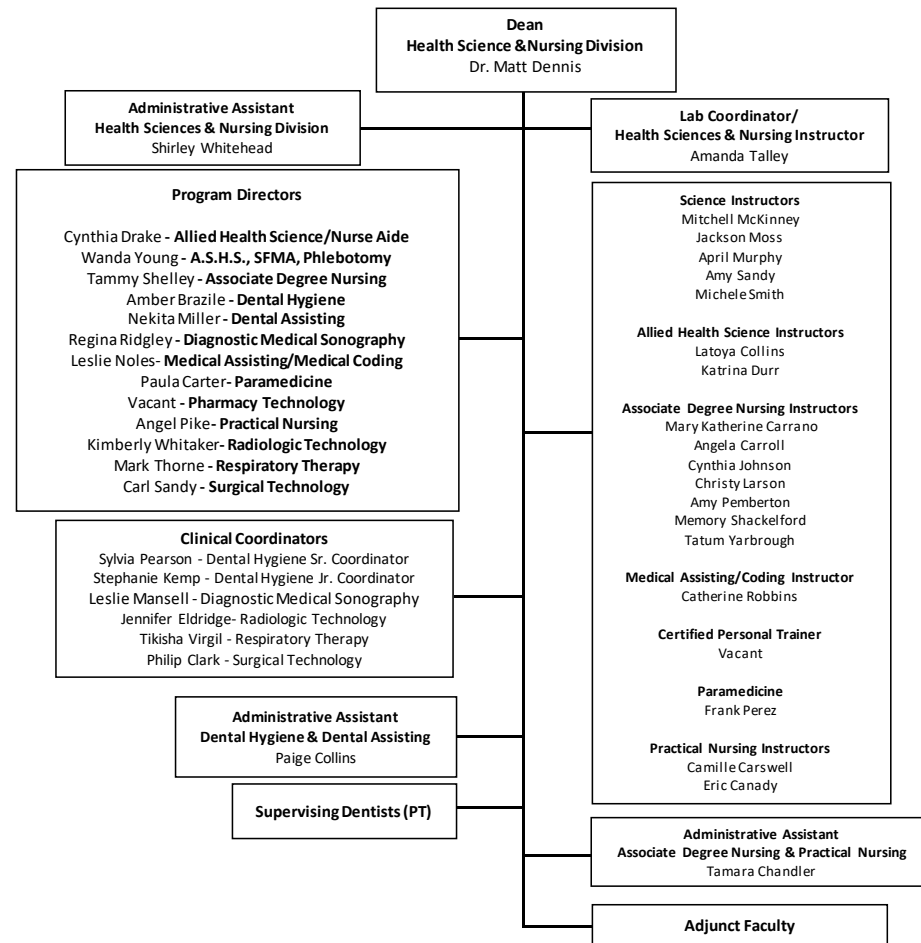 Dean
Health Science &Nursing Division
Dr. Matt Dennis
Administrative Assistant
Health Sciences & Nursing Division
Shirley Whitehead
Lab Coordinator/
Health Sciences & Nursing Instructor
Amanda Talley
Program Directors
Cynthia Drake - Allied Health Science/Nurse Aide
Wanda Young - A.S.H.S., SFMA, Phlebotomy
Tammy Shelley - Associate Degree Nursing
Amber Brazile - Dental Hygiene
Nekita Miller - Dental Assisting
Regina Ridgley - Diagnostic Medical Sonography
Leslie Noles- Medical Assisting/Medical Coding
Paula Carter- Paramedicine
Vacant - Pharmacy Technology
Angel Pike- Practical Nursing
Kimberly Whitaker- Radiologic Technology
Mark Thorne - Respiratory Therapy
Carl Sandy - Surgical Technology
Science Instructors
Mitchell McKinney
Jackson Moss
April Murphy
Amy Sandy
Michele Smith
Allied Health Science Instructors
Latoya Collins
Katrina Durr
Associate Degree Nursing Instructors
Mary Katherine Carrano
Angela Carroll
Cynthia Johnson
Christy Larson
Amy Pemberton
Memory Shackelford
Tatum Yarbrough
Medical Assisting/Coding Instructor
Catherine Robbins
Certified Personal Trainer
Vacant
Paramedicine
Frank Perez
Practical Nursing Instructors
Camille Carswell
Eric Canady
Clinical Coordinators
Sylvia Pearson - Dental Hygiene Sr. Coordinator
Stephanie Kemp - Dental Hygiene Jr. Coordinator
Leslie Mansell - Diagnostic Medical Sonography
Jennifer Eldridge- Radiologic Technology
Tikisha Virgil - Respiratory Therapy
Philip Clark - Surgical Technology
Administrative Assistant
Dental Hygiene & Dental Assisting
Paige Collins
Supervising Dentists (PT)
Administrative Assistant
Associate Degree Nursing & Practical Nursing
Tamara Chandler
Adjunct Faculty